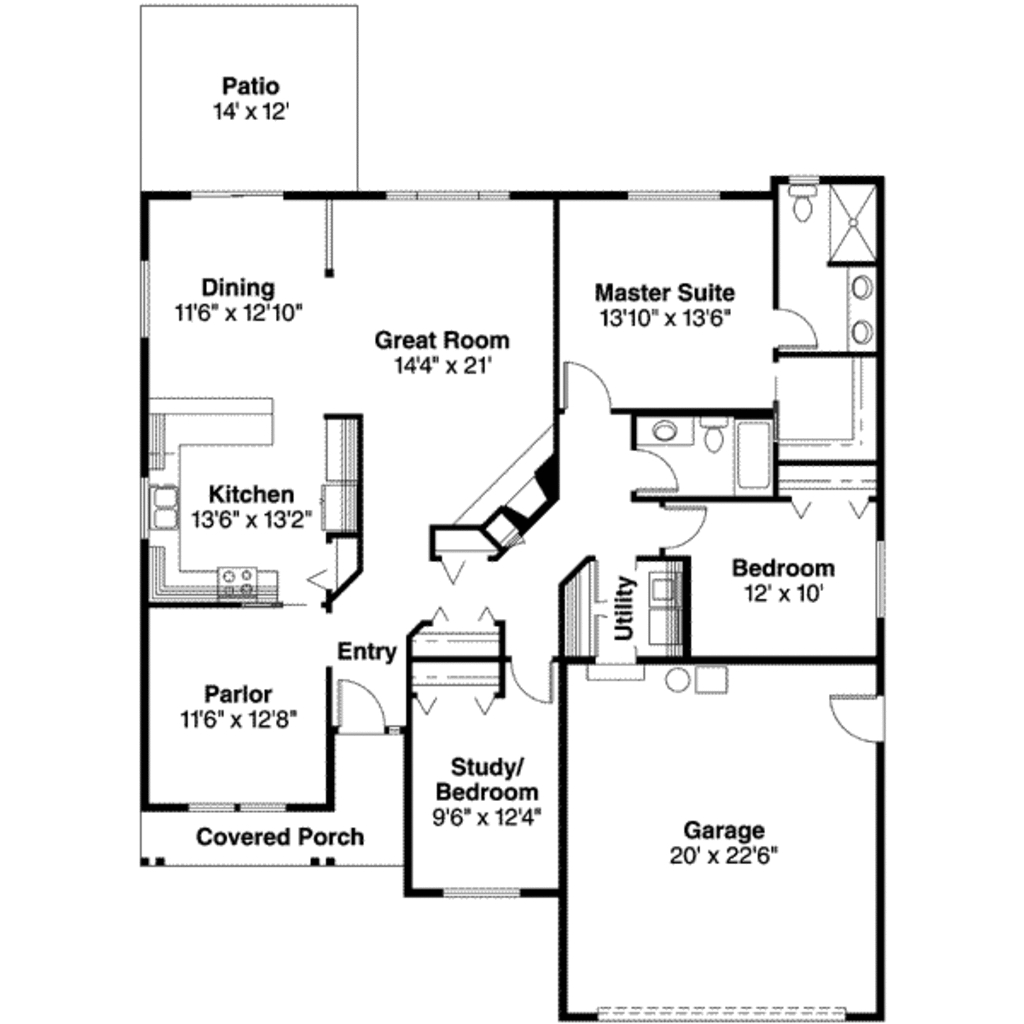 Patio
14' x 12'
Dining
11'6" x 12'10"
Great Room
14'4" x 21'
Master Suite
13'10" x 13'6"
Kitchen
13'6" x 13'2"
Bedroom
12' x 10'
Utility
Entry
Parlor
11'6" x 12'8"
Study/
Bedroom
9'6" x 12'4"
Covered Porch
Garage
20' x 22'6"